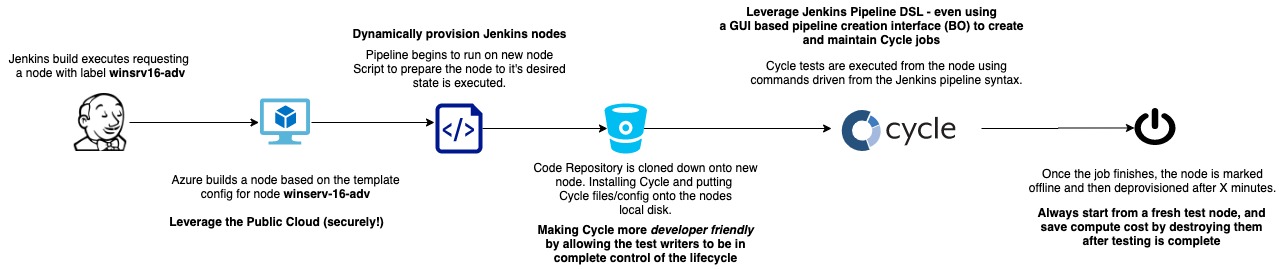 Jenkins build executes requesting
a node with label winsrv16-adv
Azure builds a node based on the template
config for node winserv-16-adv
Leverage the Public Cloud (securely!)
Dynamically provision Jenkins nodes
Pipeline begins to run on new node
Script to prepare the node to it's desired
state is executed.
</>
Code Repository is cloned down onto new
node. Installing Cycle and putting
Cycle files/config onto the nodes
local disk.
Making Cycle more developer friendly
by allowing the test writers to be in
complete control of the lifecycle
Leverage Jenkins Pipeline DSL - even using
a GUI based pipeline creation interface (BO) to create
and maintain Cycle jobs
Cycle tests are executed from the node using
commands driven from the Jenkins pipeline syntax.
cycle
Once the job finishes, the node is marked
offline and then deprovisioned after X minutes.
Always start from a fresh test node, and
save compute cost by destroying them
after testing is complete